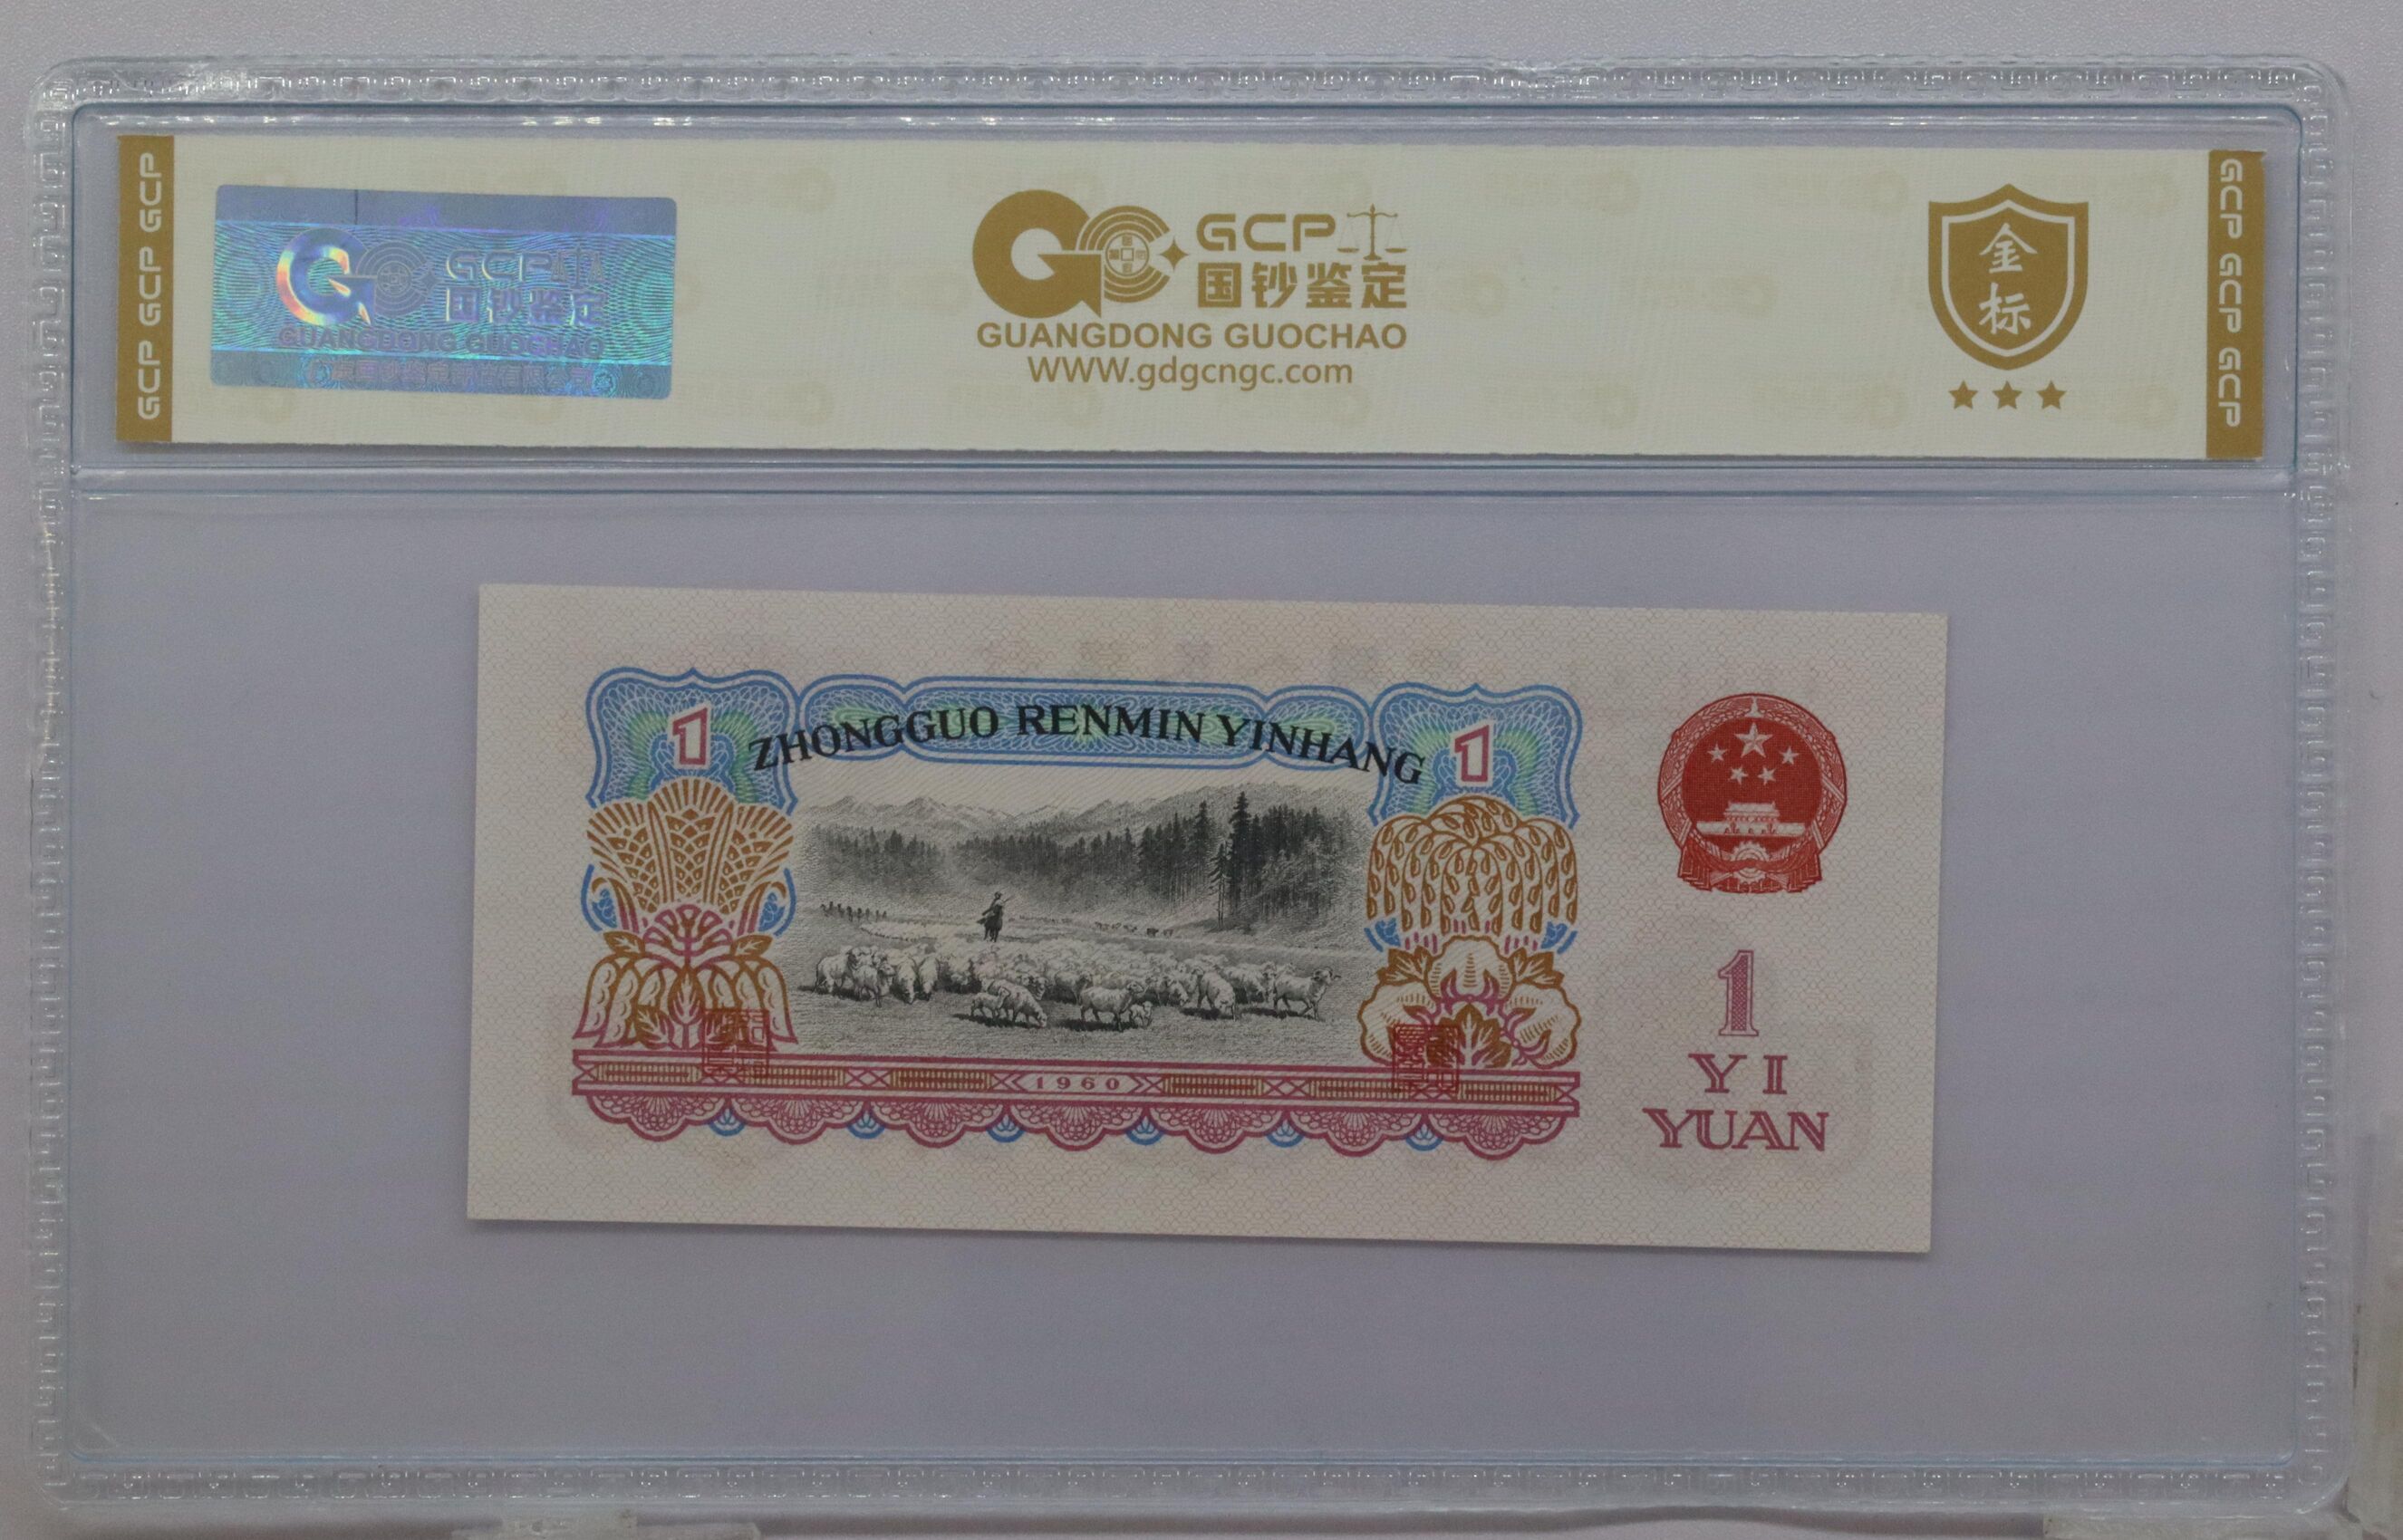 GCP GCP GCP
GCP
国钞鉴定
GUANGDONG GUOCHAO
GCP
国钞鉴定
GUANGDONG GUOCHAO
WWW.gdgcngc.com
金
标
GCP GCP GCP
1
ZHONGGUO RENMIN YINHANG
1
1960
1
YI
YUAN